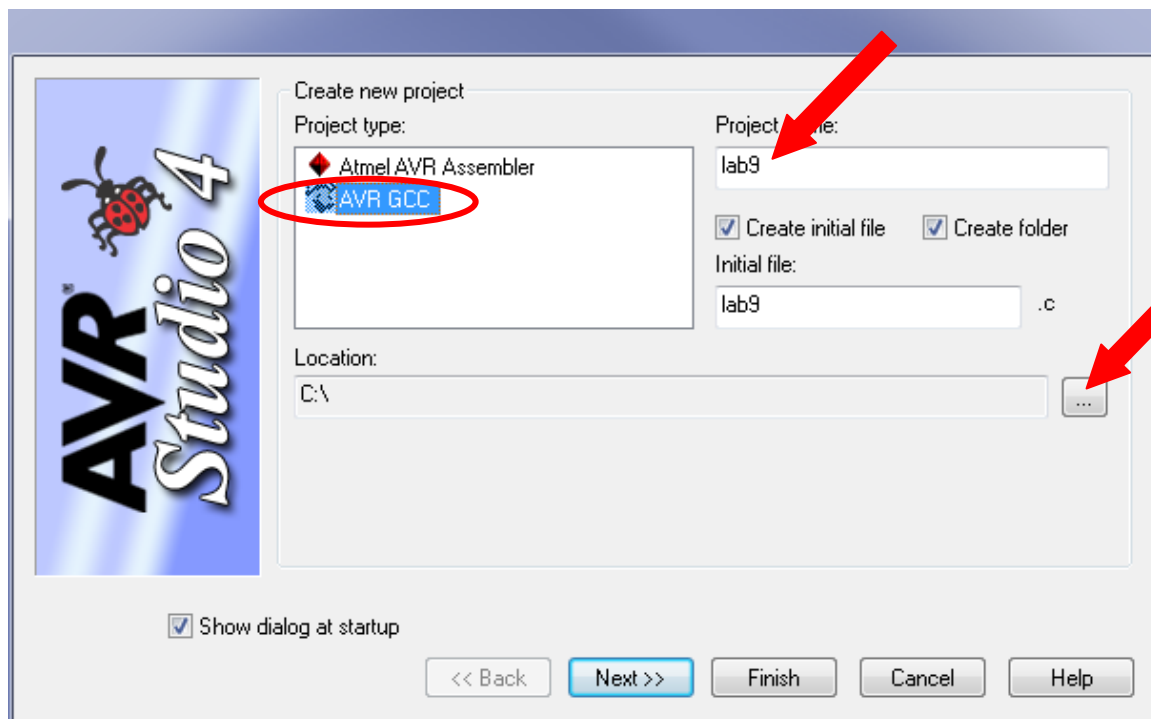 AVR Studio 4
Create new project
Project type:
Atmel AVR Assembler
AVR GCC
Project
lab9
Create initial file
Create folder
Initial file:
lab9
.c
Location:
C:\
...
Show dialog at startup
<< Back
Next >>
Finish
Cancel
Help